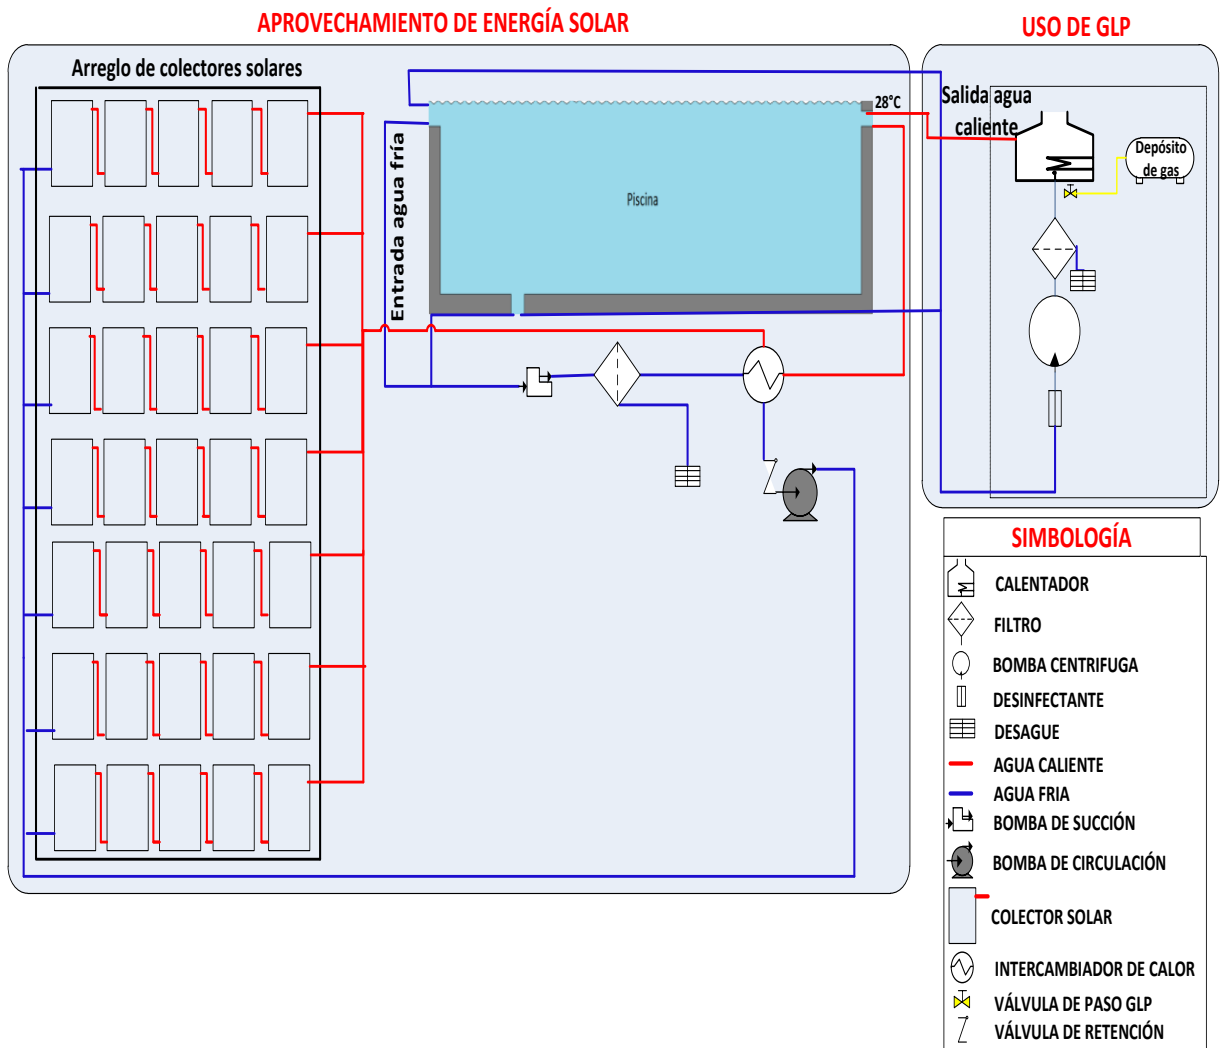 APROVECHAMIENTO DE ENERGÍA SOLAR
USO DE GLP
Arreglo de colectores solares
Entrada agua fría
Piscina
28°C
Salida agua
caliente
Depósito
de gas
SIMBOLOGÍA
CALENTADOR
FILTRO
BOMBA CENTRIFUGA
DESINFECTANTE
DESAGUE
AGUA CALIENTE
AGUA FRIA
BOMBA DE SUCCIÓN
BOMBA DE CIRCULACIÓN
COLECTOR SOLAR
INTERCAMBIADOR DE CALOR
VÁLVULA DE PASO GLP
VÁLVULA DE RETENCIÓN